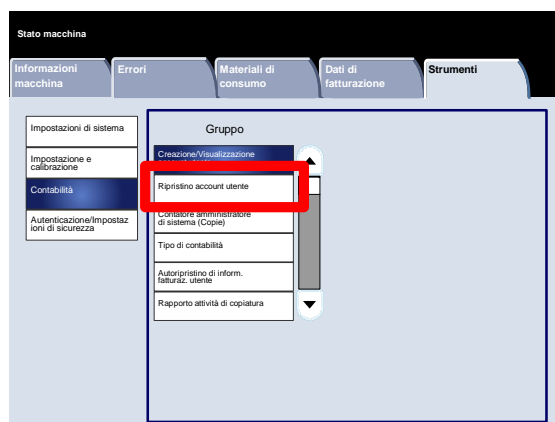 Stato macchina
Informazioni
macchina
Errori
Materiali di
consumo
Dati di
fatturazione
Strumenti
Impostazioni di sistema
Impostazione e
calibrazione
Contabilità
Autenticazione/Impostaz
ioni di sicurezza
Gruppo
Creazione/Visualizzazione
Ripristino account utente
Contatore amministratore
di sistema (Copie)
Tipo di contabilità
Autoripristino di inform.
fatturaz. utente
Rapporto attività di copiatura